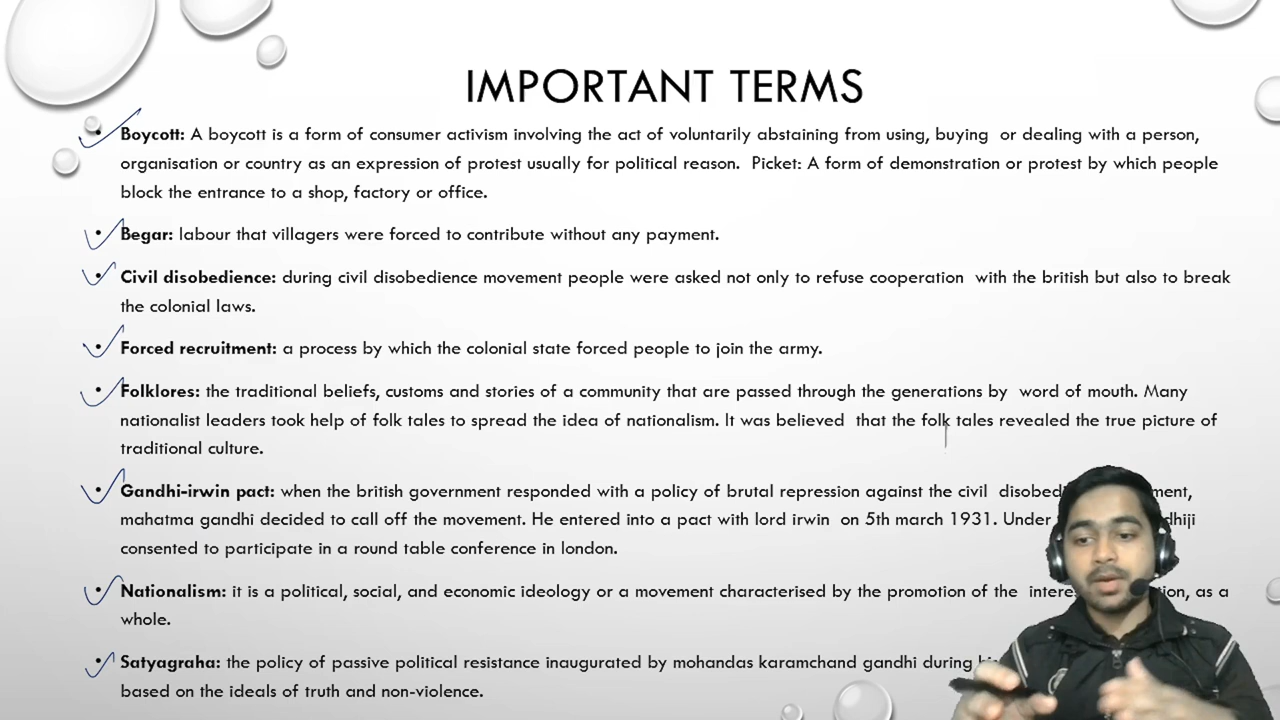 IMPORTANT TERMS
• Boycott: A boycott is a form of consumer activism involving the act of voluntarily abstaining from using, buying or dealing with a person,
organisation or country as an expression of protest usually for political reason. Picket: A form of demonstration or protest by which people
block the entrance to a shop, factory or office.
• Begar: labour that villagers were forced to contribute without any payment.
• Civil disobedience: during civil disobedience movement people were asked not only to refuse cooperation with the british but also to break
the colonial laws.
• Forced recruitment: a process by which the colonial state forced people to join the army.
• Folklores: the traditional beliefs, customs and stories of a community that are passed through the generations by word of mouth. Many
nationalist leaders took help of folk tales to spread the idea of nationalism. It was believed that the folk tales revealed the true picture of
traditional culture.
• Gandhi-irwin pact: when the british government responded with a policy of brutal repression against the civil
mahatma gandhi decided to call off the movement. He entered into a pact with lord irwin on 5th march 1931. Under
consented to participate in a round table conference in london.
• Nationalism: it is a political, social, and economic ideology or a movement characterised by the promotion of the as a
whole.
• Satyagraha: the policy of passive political resistance inaugurated by mohandas karamchand gandhi during
based on the ideals of truth and non-violence.